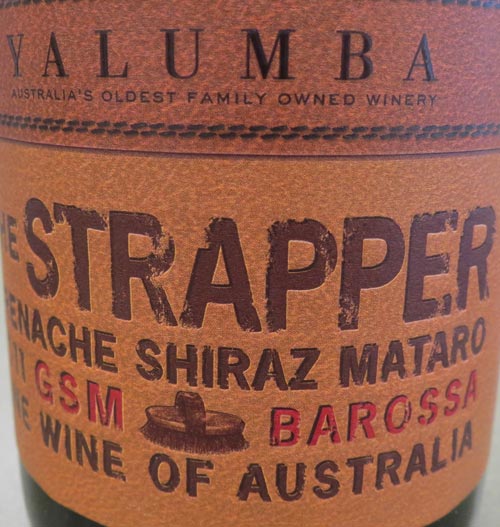 YALUMBA
AUSTRALIA'S OLDEST FAMILY OWNED WINERY
STRAPPER
SHIRAZ MATARO
GSM BAROSSA
WINE OF AUSTRALIA